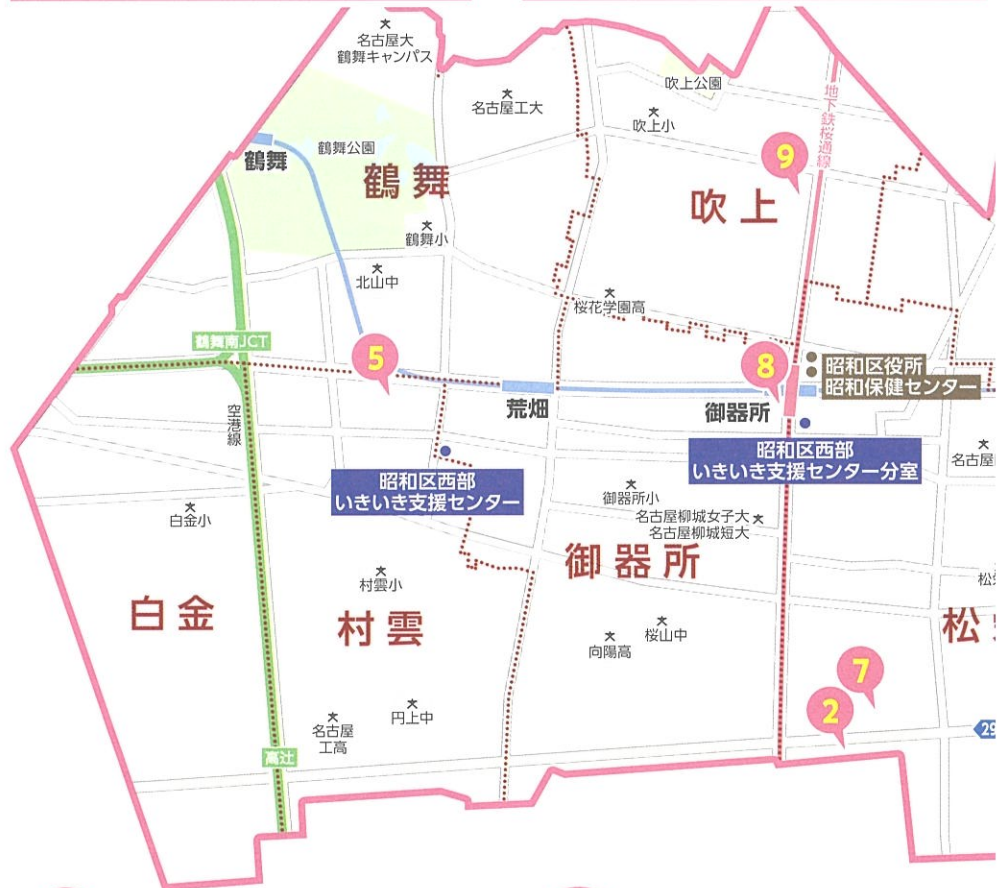 名古屋大
鶴舞キャンパス
名古屋工大
吹上公園
地下鉄桜通線
吹上小
鶴舞
鶴舞公園
鶴舞
9
吹上
鶴舞小
北山中
桜花学園高
鶴舞南JCT
5
8
昭和区役所
昭和保健センター
空港線
荒畑
御器所
昭和区西部
いきいき支援センター
昭和区西部
いきいき支援センター分室
名古屋
白金小
御器所小
名古屋柳城女子大
名古屋柳城短大
御器所
村雲小
白金
村雲
桜山中
向陽高
松
7
2
名古屋
工高
円上中
高辻
29